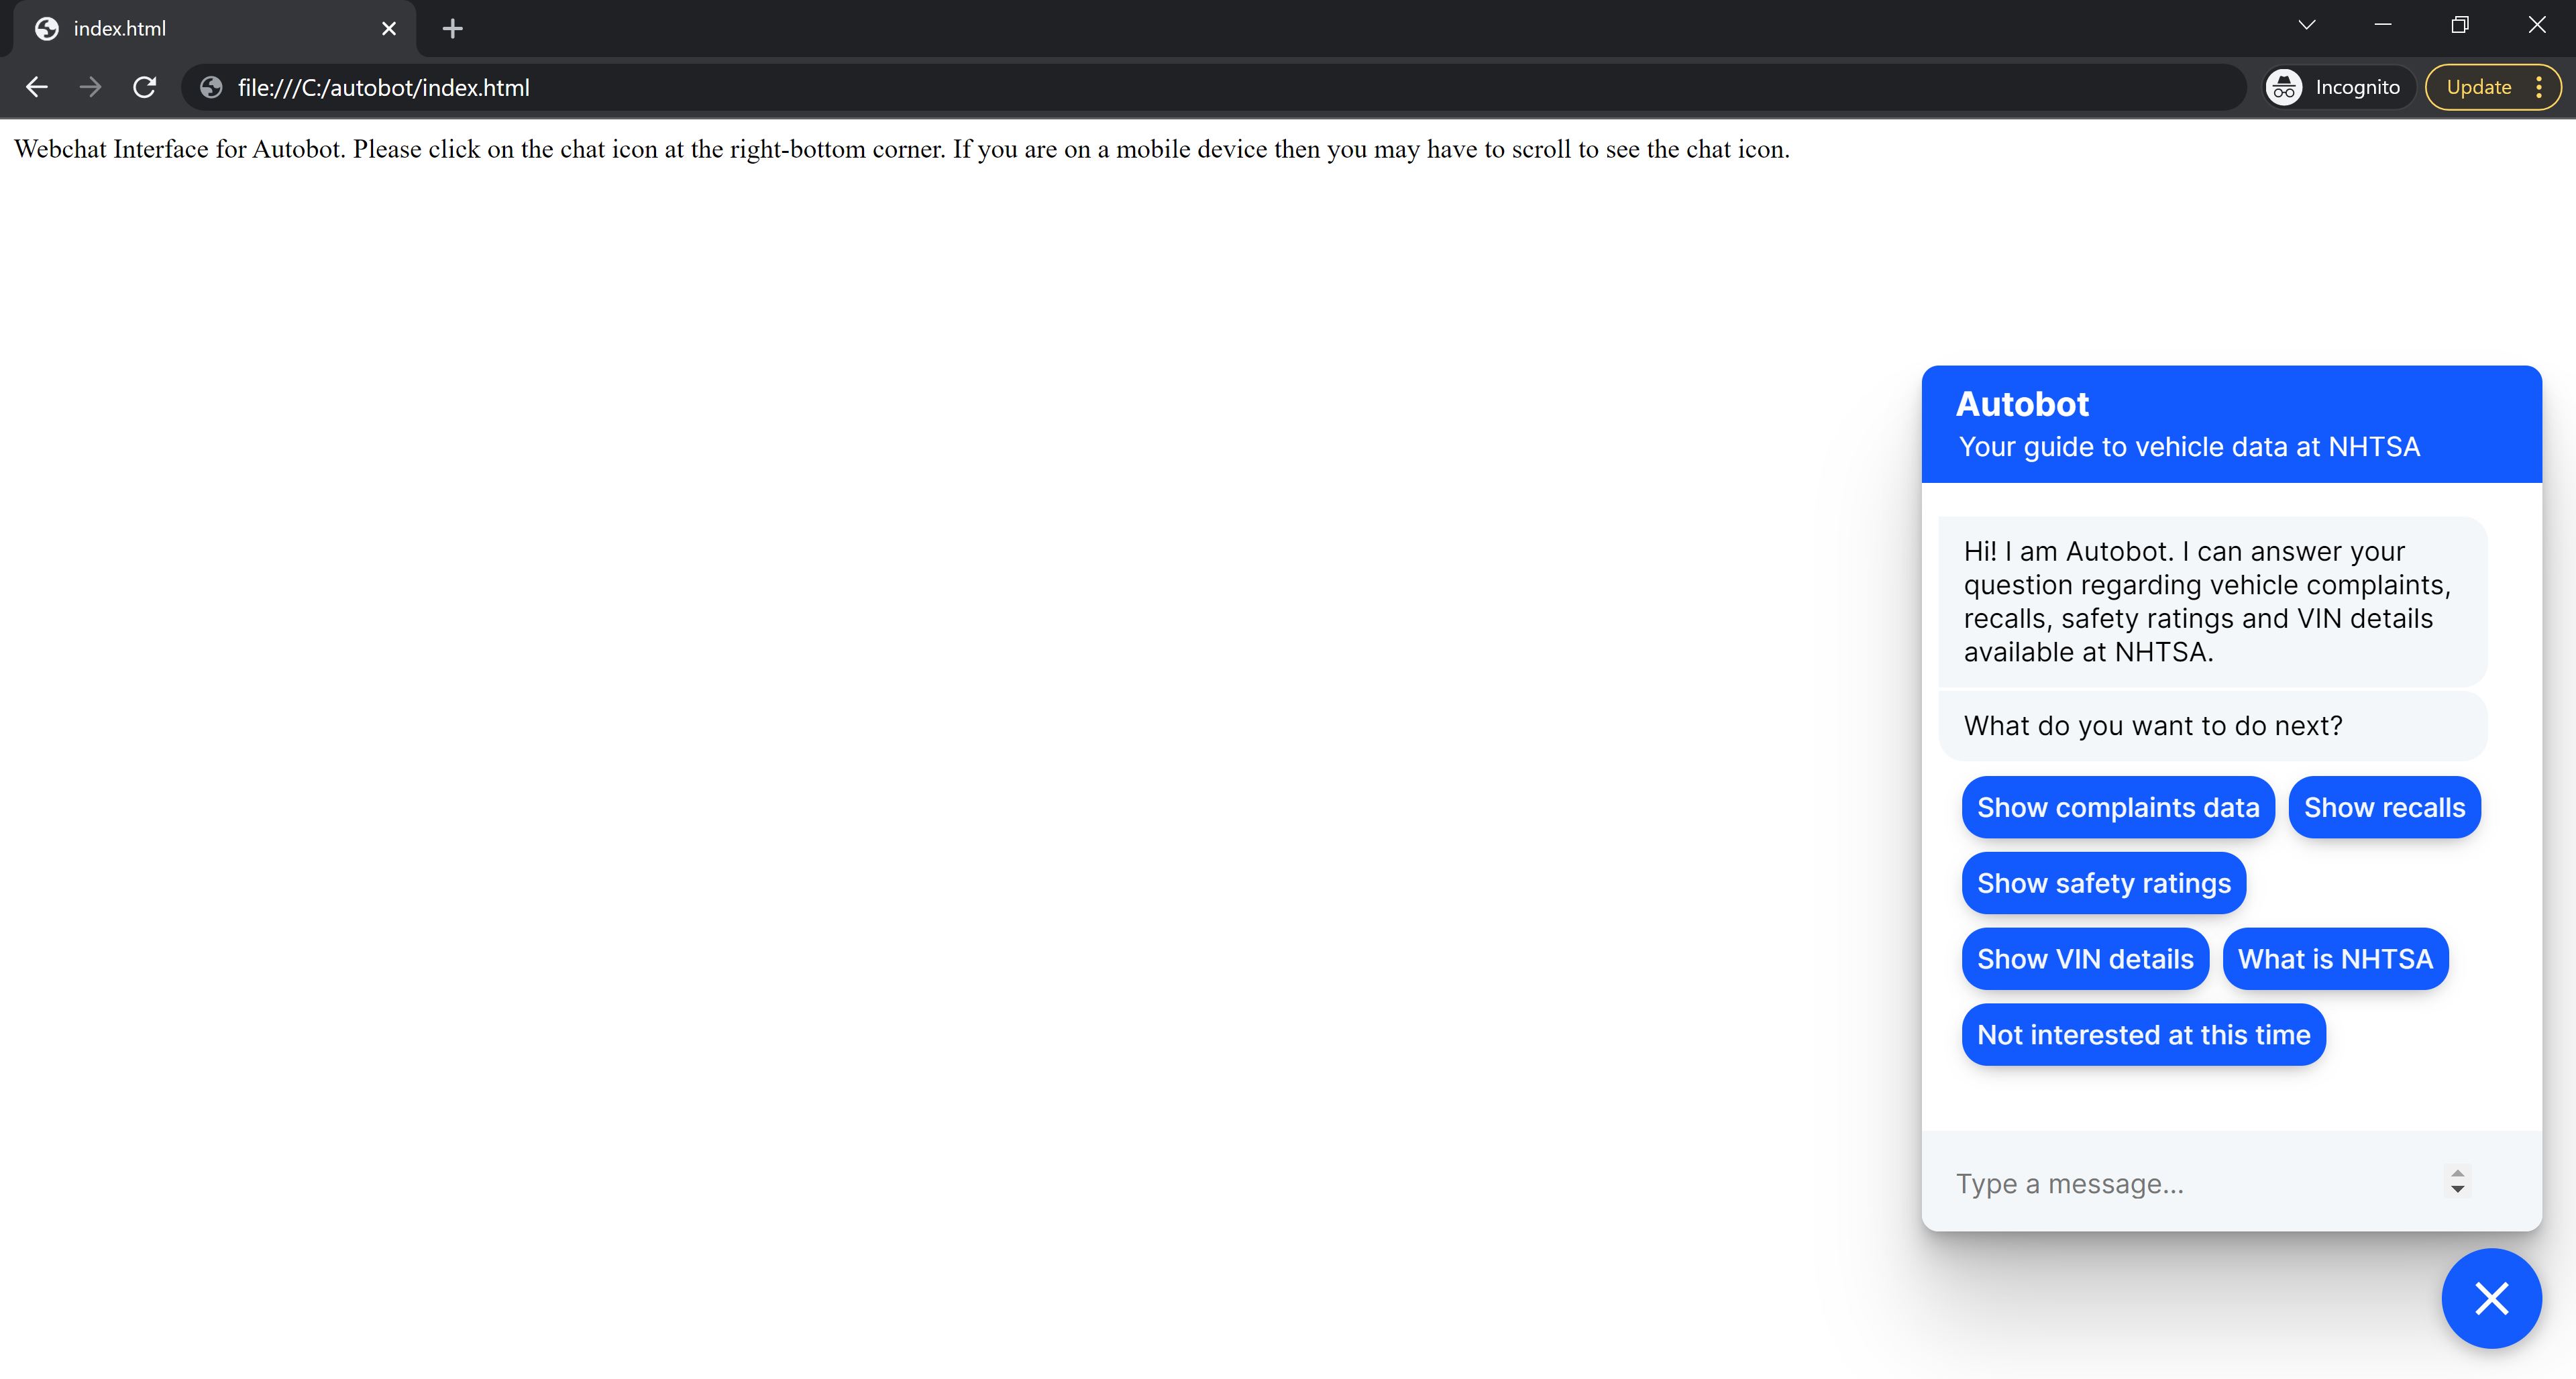 index.html
file:///C:/autobot/index.html
Incognito
Update
Webchat Interface for Autobot. Please click on the chat icon at the right-bottom corner. If you are on a mobile device then you may have to scroll to see the chat icon.
Autobot
Your guide to vehicle data at NHTSA
Hi! I am Autobot. I can answer your
question regarding vehicle complaints,
recalls, safety ratings and VIN details
available at NHTSA.
What do you want to do next?
Show complaints data
Show recalls
Show safety ratings
Show VIN details
What is NHTSA
Not interested at this time
Type a message...